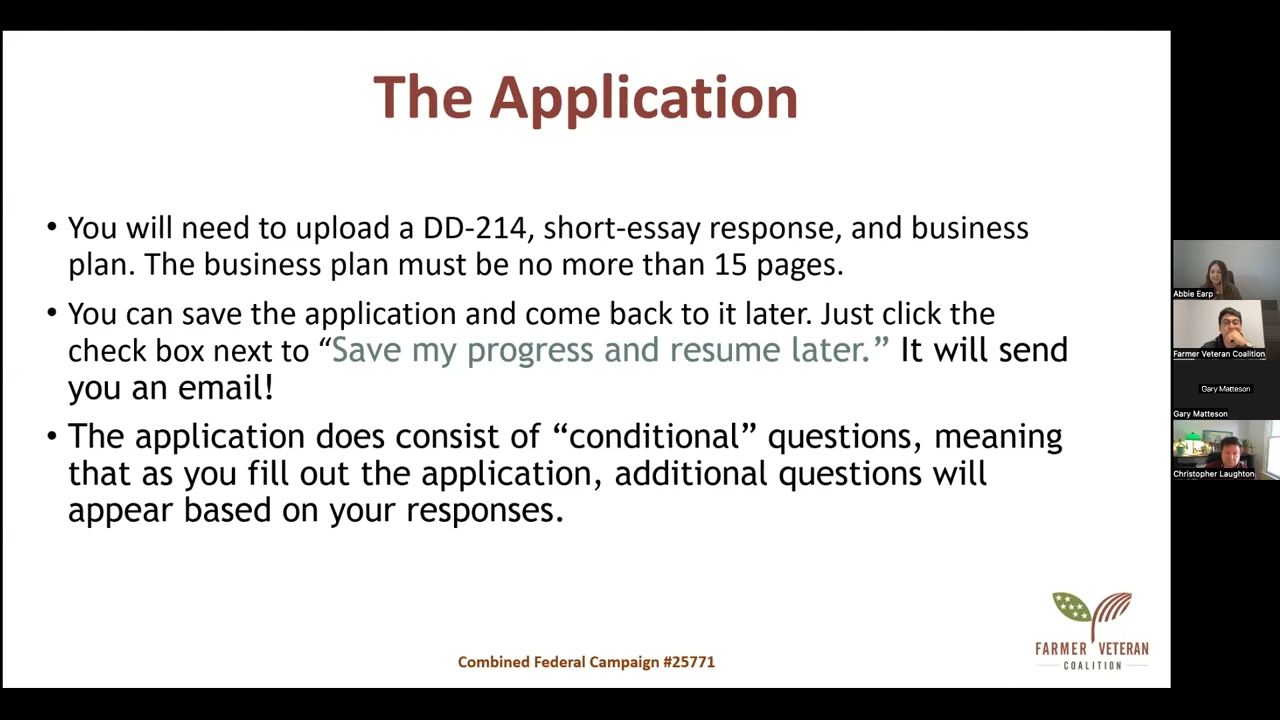 The Application
• You will need to upload a DD-214, short-essay response, and business
plan. The business plan must be no more than 15 pages.
• You can save the application and come back to it later. Just click the
check box next to “Save my progress and resume later.” It will send
you an email!
• The application does consist of “conditional” questions, meaning
that as you fill out the application, additional questions will
appear based on your responses.
Combined Federal Campaign #25771
FARMER VETERAN
COALITION
Abbie Earp
Farmer Veteran Coalition
Gary Matteson
Gary Matteson
Christopher Laughton